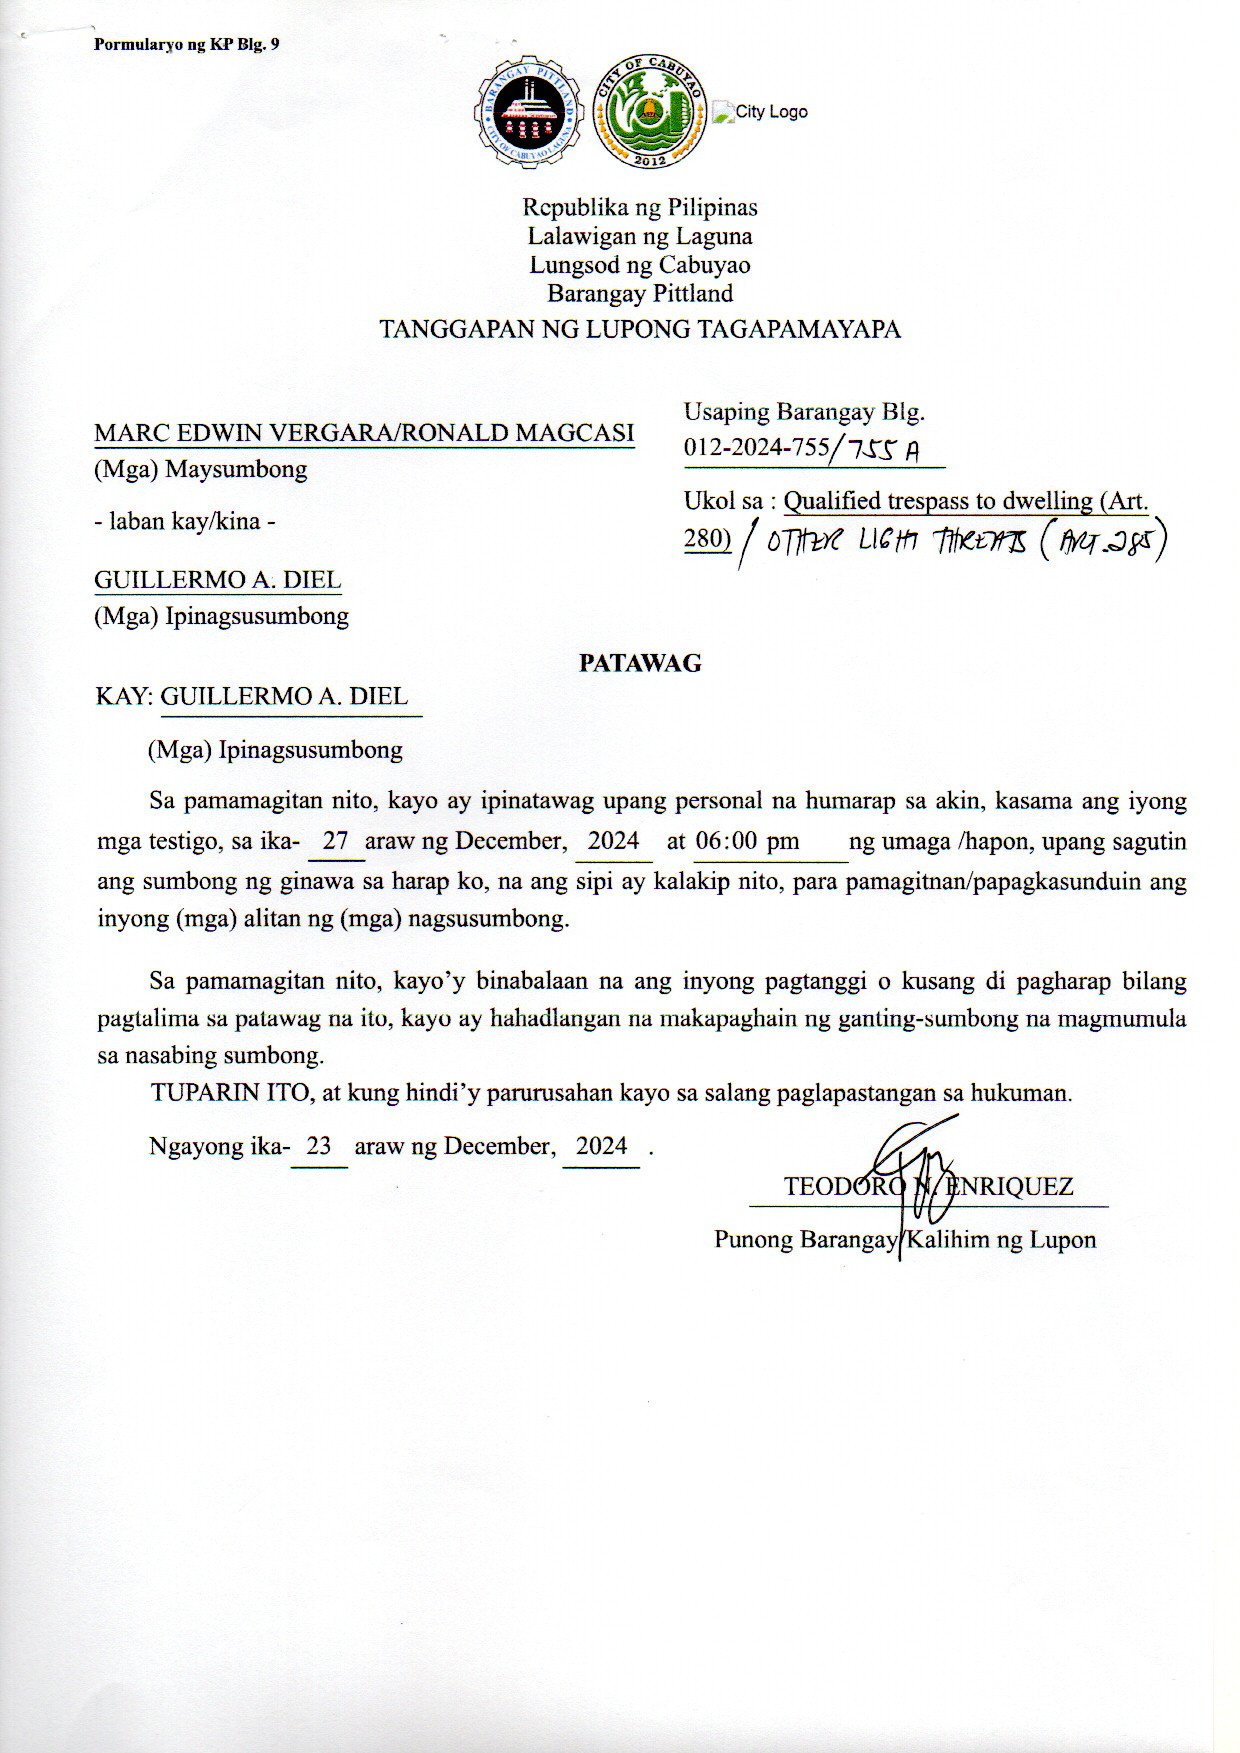 Pormularyo ng KP Blg. 9
BARANGAY PITTLAND
CITY OF CABUYAO LAGUNA
CITY OF CABUYAO
2012
City Logo
Republika ng Pilipinas
Lalawigan ng Laguna
Lungsod ng Cabuyao
Barangay Pittland
TANGGAPAN NG LUPONG TAGAPAMAYAPA
MARC EDWIN VERGARA/RONALD MAGCASI
(Mga) Maysumbong
- laban kay/kina -
GUILLERMO A. DIEL
(Mga) Ipinagsusumbong
Usaping Barangay Blg.
012-2024-755/755 A
Ukol sa : Qualified trespass to dwelling (Art.
280) / OTHER LIGHT THREATS (ART.285)
PATAWAG
KAY: GUILLERMO A. DIEL
(Mga) Ipinagsusumbong
Sa pamamagitan nito, kayo ay ipinatawag upang personal na humarap sa akin, kasama ang iyong
mga testigo, sa ika- 27 araw ng December, 2024 at 06:00 pm ng umaga /hapon, upang sagutin
ang sumbong ng ginawa sa harap ko, na ang sipi ay kalakip nito, para pamagitnan/papagkasunduin ang
inyong (mga) alitan ng (mga) nagsusumbong.
Sa pamamagitan nito, kayo’y binabalaan na ang inyong pagtanggi o kusang di pagharap bilang
pagtalima sa patawag na ito, kayo ay hahadlangan na makapaghain ng ganting-sumbong na magmumula
sa nasabing sumbong.
TUPARIN ITO, at kung hindi’y parurusahan kayo sa salang paglapastangan sa hukuman.
Ngayong ika- 23 araw ng December, 2024 .
TEODORO N. ENRIQUEZ
Punong Barangay/Kalihim ng Lupon